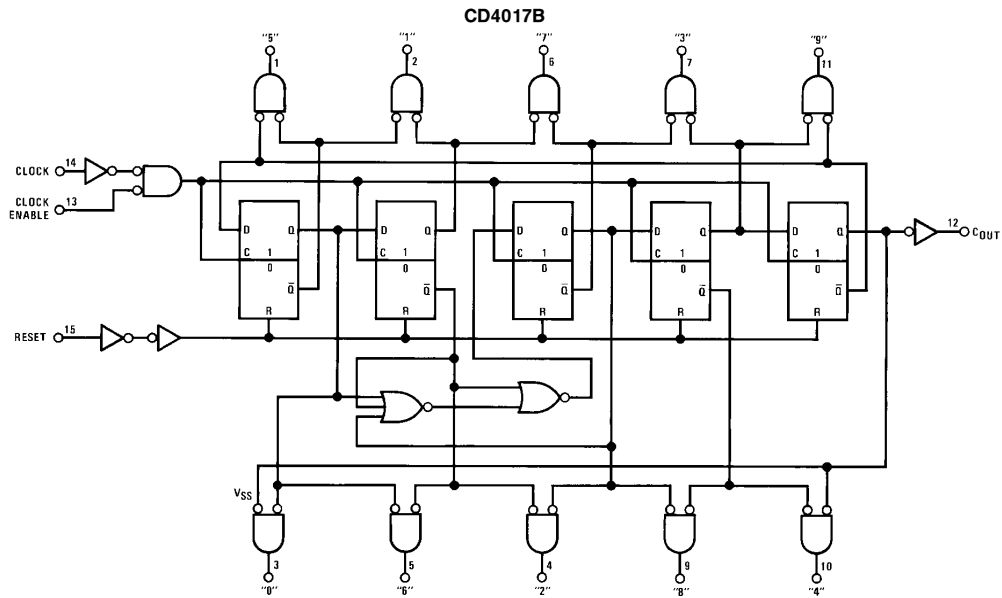 CD4017B
"5" "1" "7" "3" "9"
1 2 6 7 11
CLOCK 14
CLOCK ENABLE 13
D Q D Q D Q D Q D Q
C 1 C 1 C 1 C 1 C 1
0 0 0 0 0
Q̅ Q̅ Q̅ Q̅ Q̅
R R R R R
12 COUT
RESET 15
VSS
3 5 4 9 10
"0" "6" "2" "8" "4"